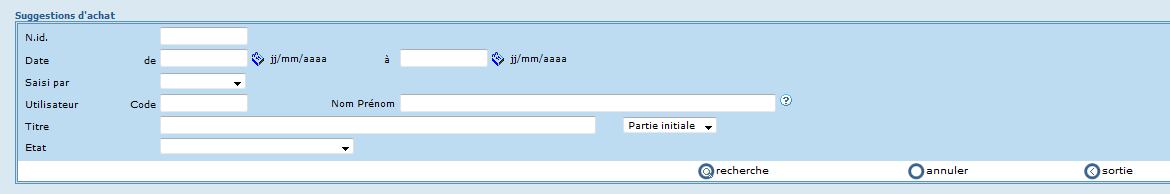 Suggestions d'achat
N.id.
Date de jj/mm/aaaa à jj/mm/aaaa
Saisi par
Utilisateur Code Nom Prénom ?
Titre Partie initiale
Etat
recherche annuler sortie